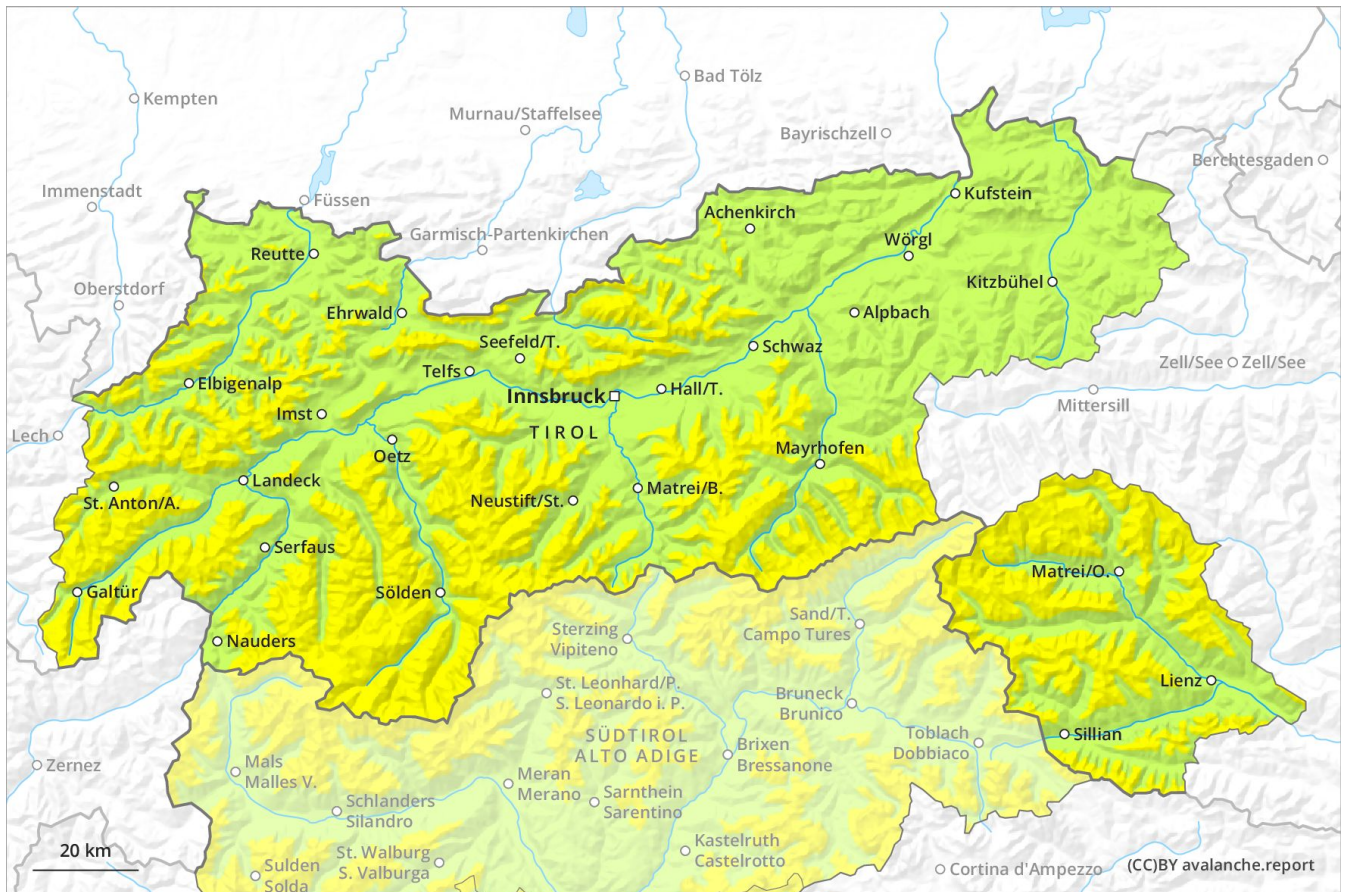 Bad Tölz
Kempten
Murnau/Staffelsee
Bayrischzell
Berchtesgaden
Immenstadt
Füssen
Kufstein
Achenkirch
Garmisch-Partenkirchen
Wörgl
Reutte
Kitzbühel
Oberstdorf
Ehrwald
Alpbach
Seefeld/T.
Schwaz
Zell/See
Zell/See
Telfs
Elbigenalp
Hall/T.
Innsbruck
Mittersill
Imst
TIROL
Lech
Oetz
Mayrhofen
Landeck
St. Anton/A.
Neustift/St.
Matrei/B.
Serfaus
Matrei/O.
Galtür
Sölden
Sand/T.
Campo Tures
Sterzing
Vipiteno
Nauders
Lienz
St. Leonhard/P.
S. Leonardo i. P.
Bruneck
Brunico
SÜDTIROL
ALTO ADIGE
Toblach
Dobbiaco
Sillian
Brixen
Bressanone
Zernez
Mals
Malles V.
Meran
Merano
Sarnthein
Sarentino
Schlanders
Silandro
Kastelruth
Castelrotto
20 km
St. Walburg
S. Valburga
Sulden
Solda
Cortina d'Ampezzo
(CC)BY avalanche.report